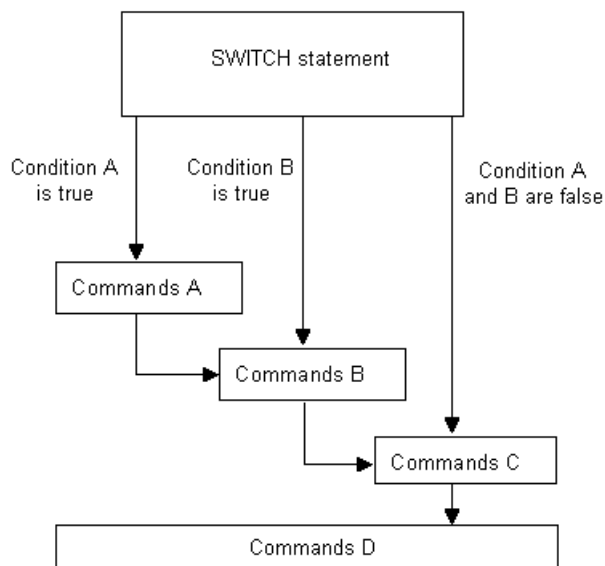 SWITCH statement
Condition A
is true
Condition B
is true
Condition A
and B are false
Commands A
Commands B
Commands C
Commands D